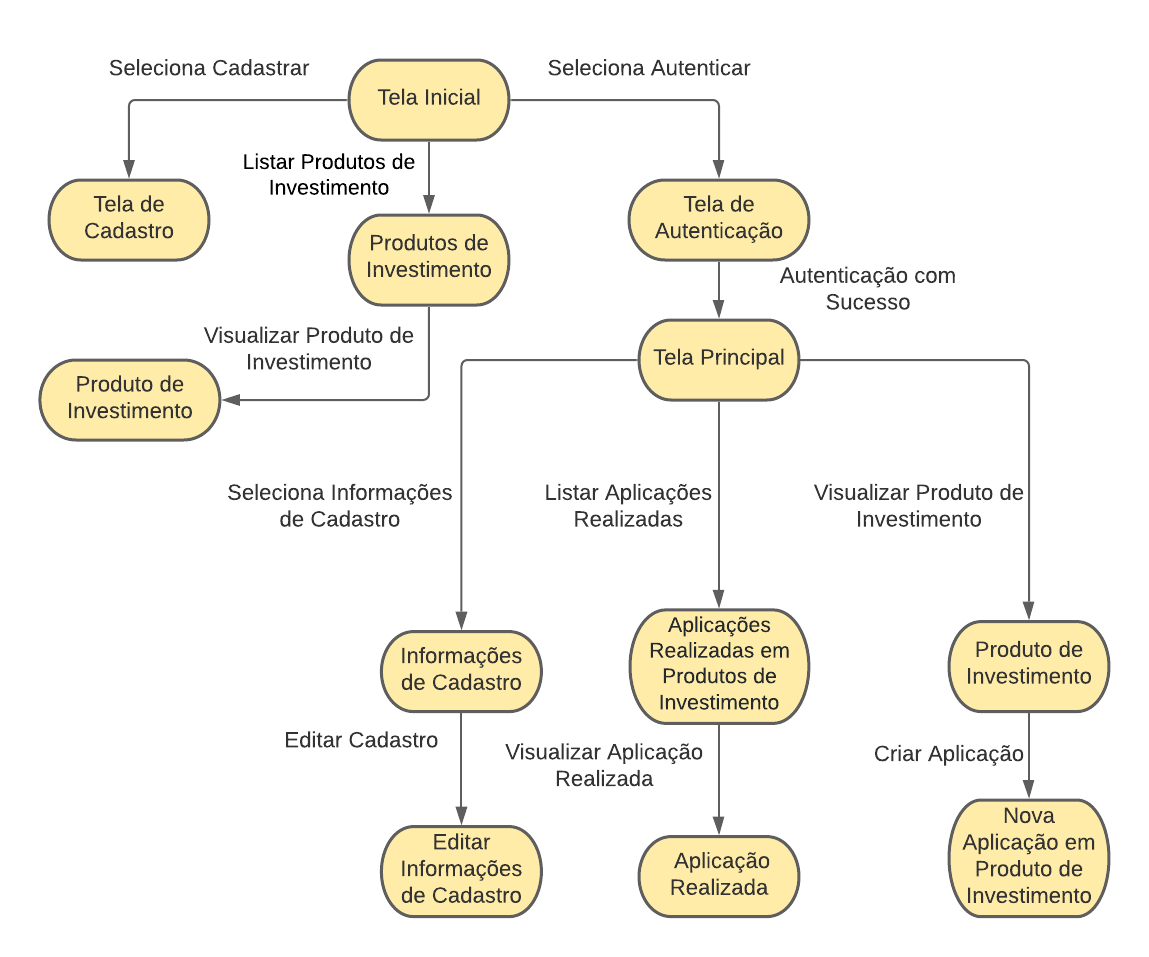 Seleciona Cadastrar
Tela Inicial
Seleciona Autenticar
Listar Produtos de
Investimento
Tela de
Cadastro
Tela de
Autenticação
Produtos de
Investimento
Autenticação com
Sucesso
Visualizar Produto de
Investimento
Tela Principal
Produto de
Investimento
Seleciona Informações
de Cadastro
Listar Aplicações
Realizadas
Visualizar Produto de
Investimento
Informações
de Cadastro
Aplicações
Realizadas em
Produtos de
Investimento
Produto de
Investimento
Editar Cadastro
Visualizar Aplicação
Realizada
Criar Aplicação
Editar
Informações
de Cadastro
Aplicação
Realizada
Nova
Aplicação em
Produto de
Investimento